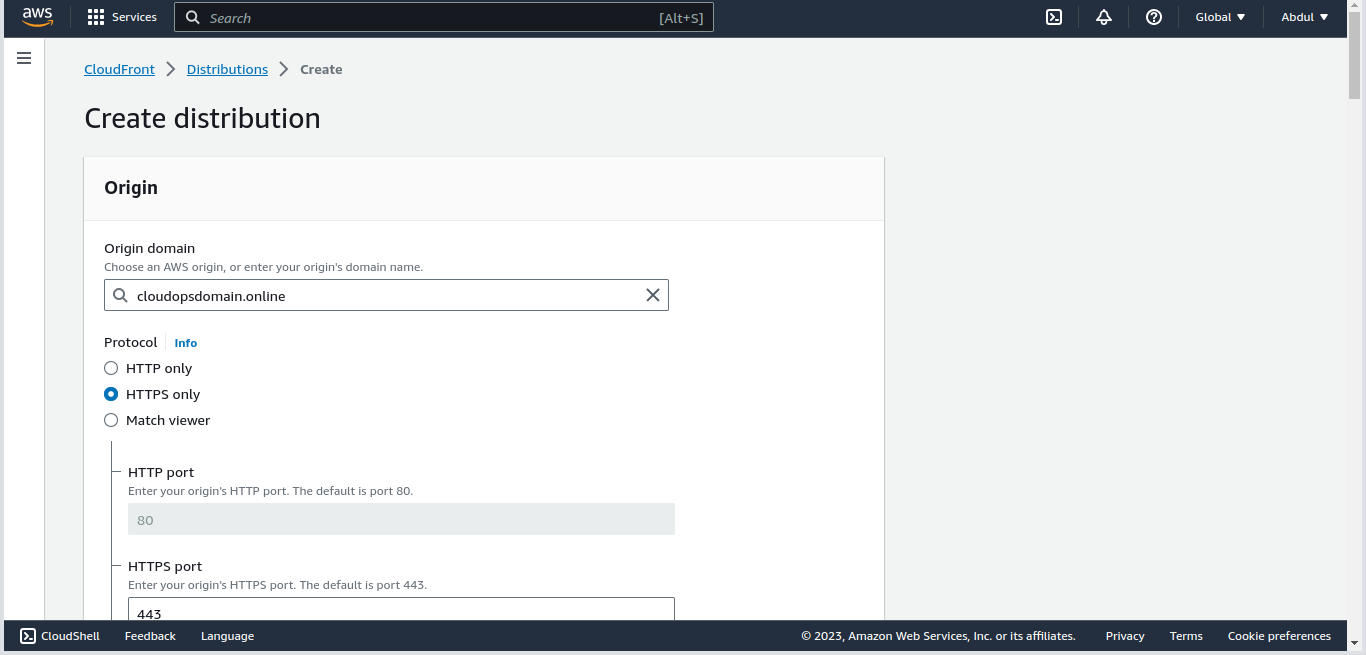 aws
Services
Search [Alt+S]
Global
Abdul
CloudFront
Distributions
Create
Create distribution
Origin
Origin domain
Choose an AWS origin, or enter your origin's domain name.
cloudopsdomain.online
Protocol Info
HTTP only
HTTPS only
Match viewer
HTTP port
Enter your origin's HTTP port. The default is port 80.
80
HTTPS port
Enter your origin's HTTPS port. The default is port 443.
443
CloudShell
Feedback
Language
© 2023, Amazon Web Services, Inc. or its affiliates.
Privacy
Terms
Cookie preferences